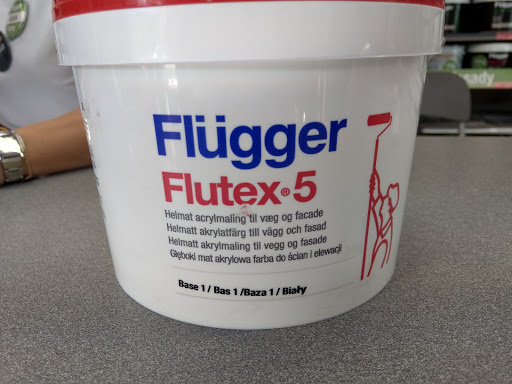 Flügger
Flutex® 5
Helmat acrylmaling til væg og facade
Helmatt akrylatfärg till vägg och fasad
Helmatt akrylmaling til vegg og fasade
Głęboki mat akrylowa farba do ścian i elewacji
Base 1 / Bas 1 /Baza 1 / Biały
sady